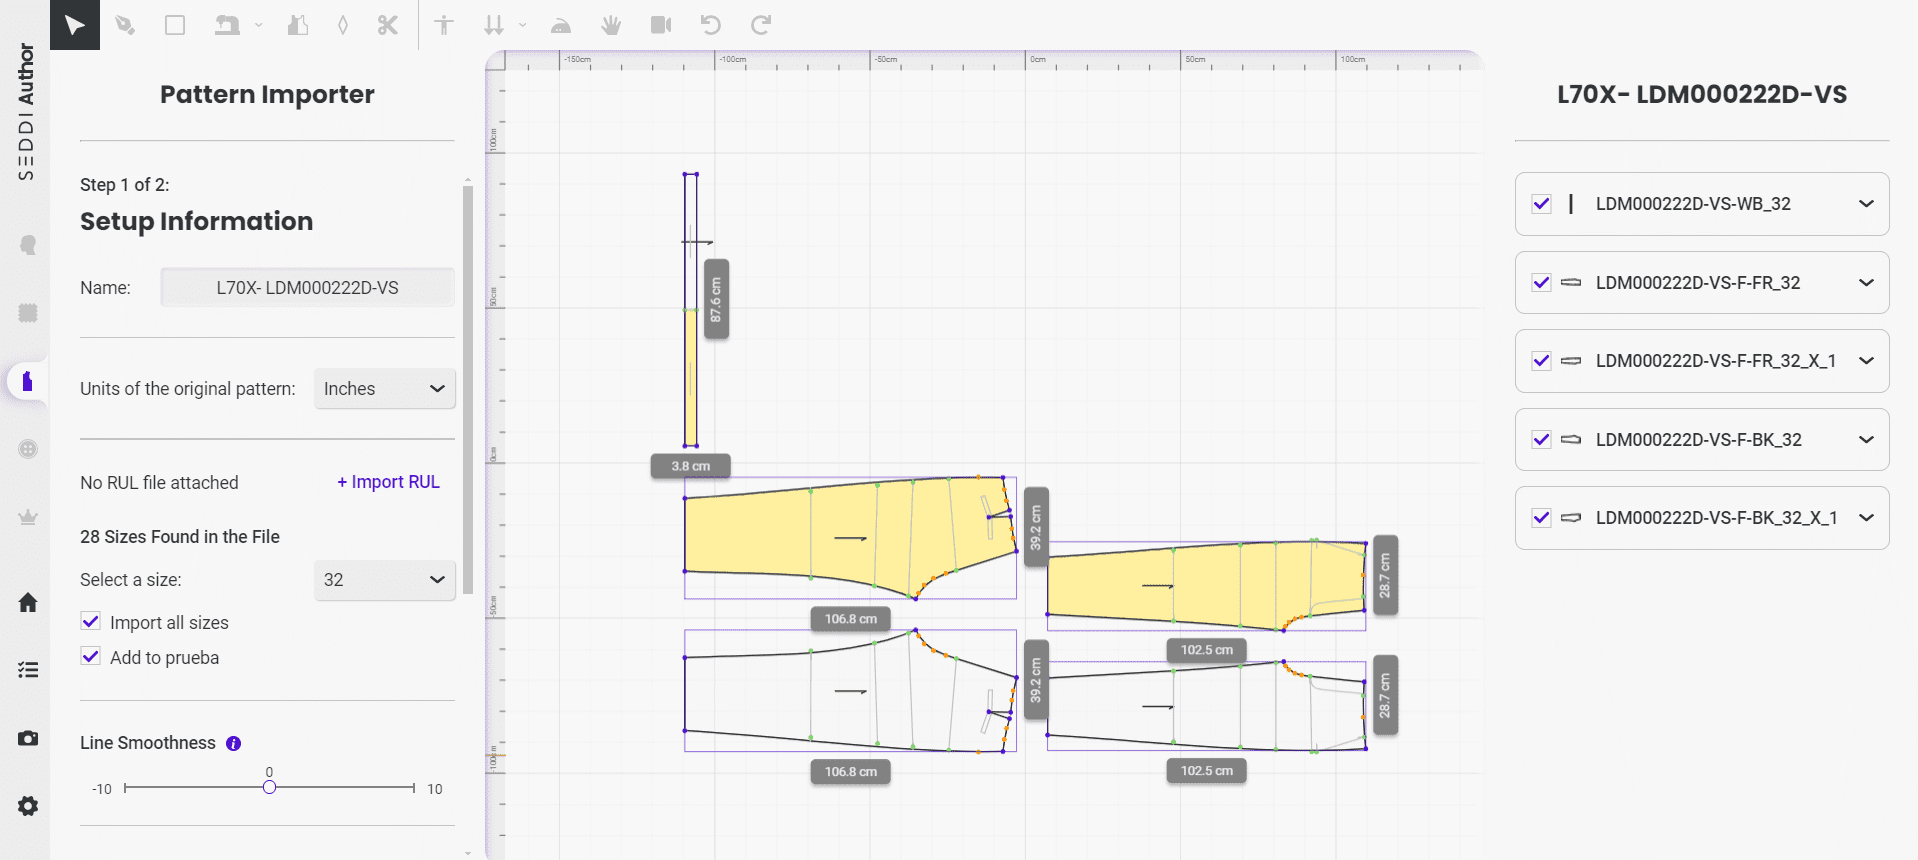 SEDDI Author
Pattern Importer
Step 1 of 2:
Setup Information
Name: L70X- LDM000222D-VS
Units of the original pattern: Inches
No RUL file attached + Import RUL
28 Sizes Found in the File
Select a size: 32
Import all sizes
Add to prueba
Line Smoothness i
0
-10 10
-150cm -100cm -50cm 0cm 50cm 100cm
100cm
50cm
0cm
-50cm
-100cm
87.6 cm
3.8 cm
39.2 cm
106.8 cm
28.7 cm
102.5 cm
39.2 cm
106.8 cm
28.7 cm
102.5 cm
L70X- LDM000222D-VS
LDM000222D-VS-WB_32
LDM000222D-VS-F-FR_32
LDM000222D-VS-F-FR_32_X_1
LDM000222D-VS-F-BK_32
LDM000222D-VS-F-BK_32_X_1